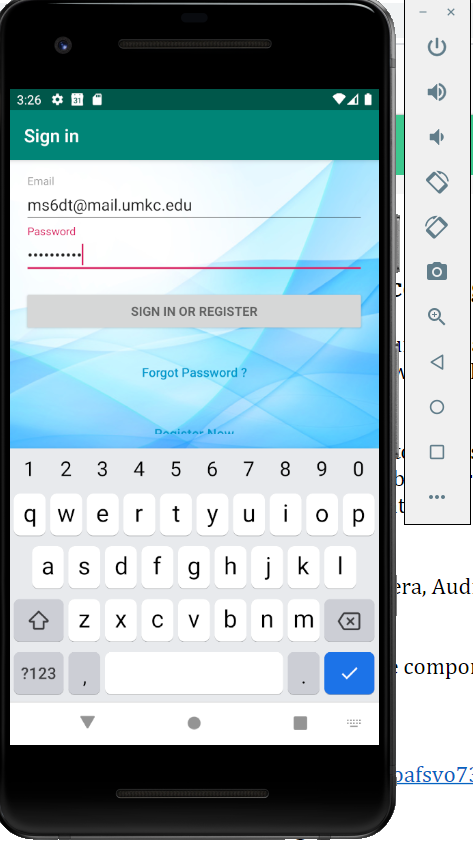 3:26
31
Sign in
Email
ms6dt@mail.umkc.edu
Password
••••••••••
SIGN IN OR REGISTER
Forgot Password ?
Register Now
1 2 3 4 5 6 7 8 9 0
q w e r t y u i o p
a s d f g h j k l
z x c v b n m
?123 , .
era, Aud
e compo
oafsvo73